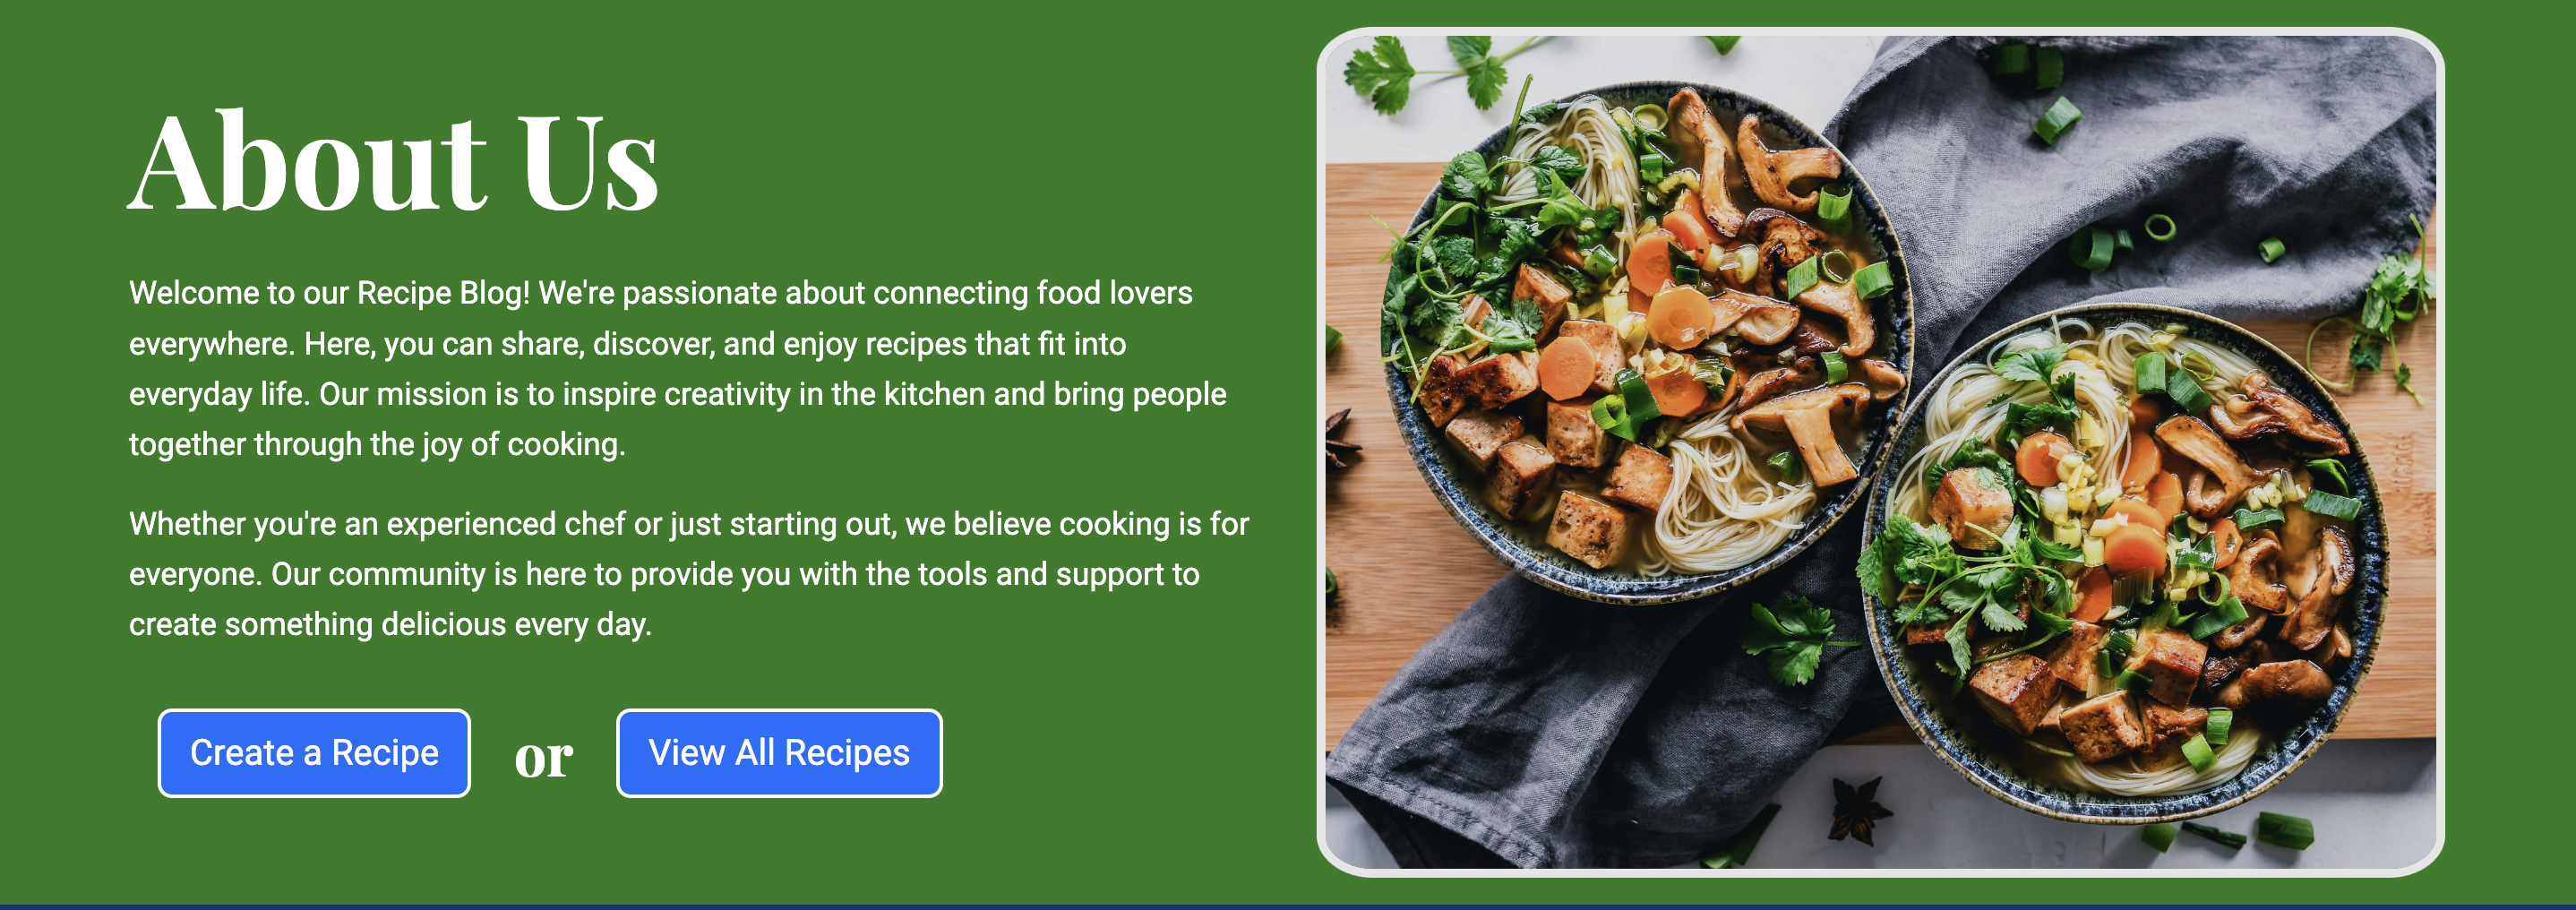 About Us
Welcome to our Recipe Blog! We're passionate about connecting food lovers
everywhere. Here, you can share, discover, and enjoy recipes that fit into
everyday life. Our mission is to inspire creativity in the kitchen and bring people
together through the joy of cooking.
Whether you're an experienced chef or just starting out, we believe cooking is for
everyone. Our community is here to provide you with the tools and support to
create something delicious every day.
Create a Recipe or View All Recipes